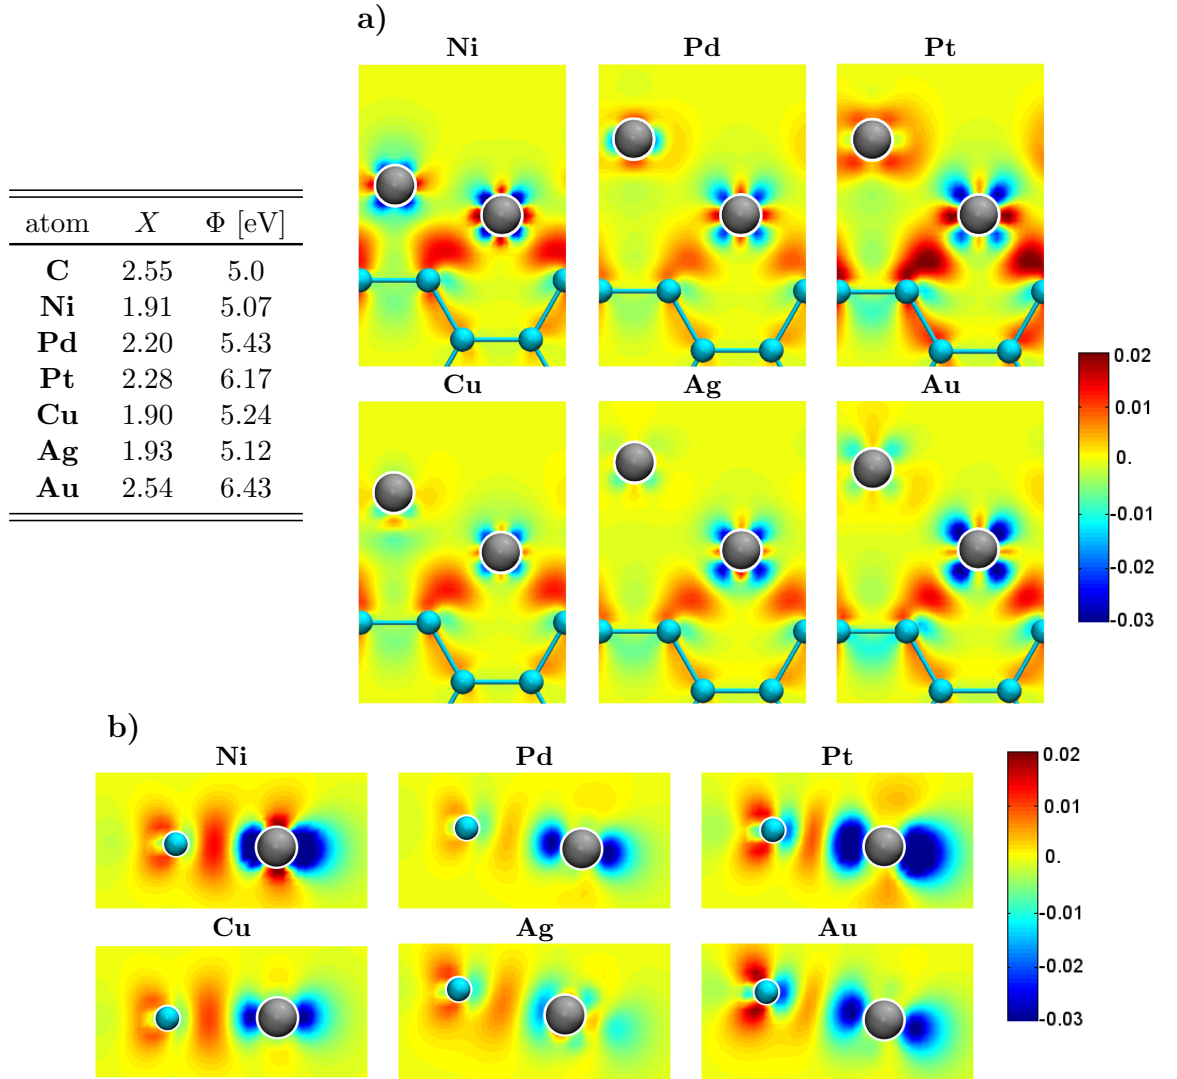 a)
Ni Pd Pt
atom X Φ [eV]
C 2.55 5.0
Ni 1.91 5.07
Pd 2.20 5.43
Pt 2.28 6.17
Cu 1.90 5.24
Ag 1.93 5.12
Au 2.54 6.43
Cu Ag Au
0.02
0.01
0.
-0.01
-0.02
-0.03
b)
Ni Pd Pt
Cu Ag Au
0.02
0.01
0.
-0.01
-0.02
-0.03